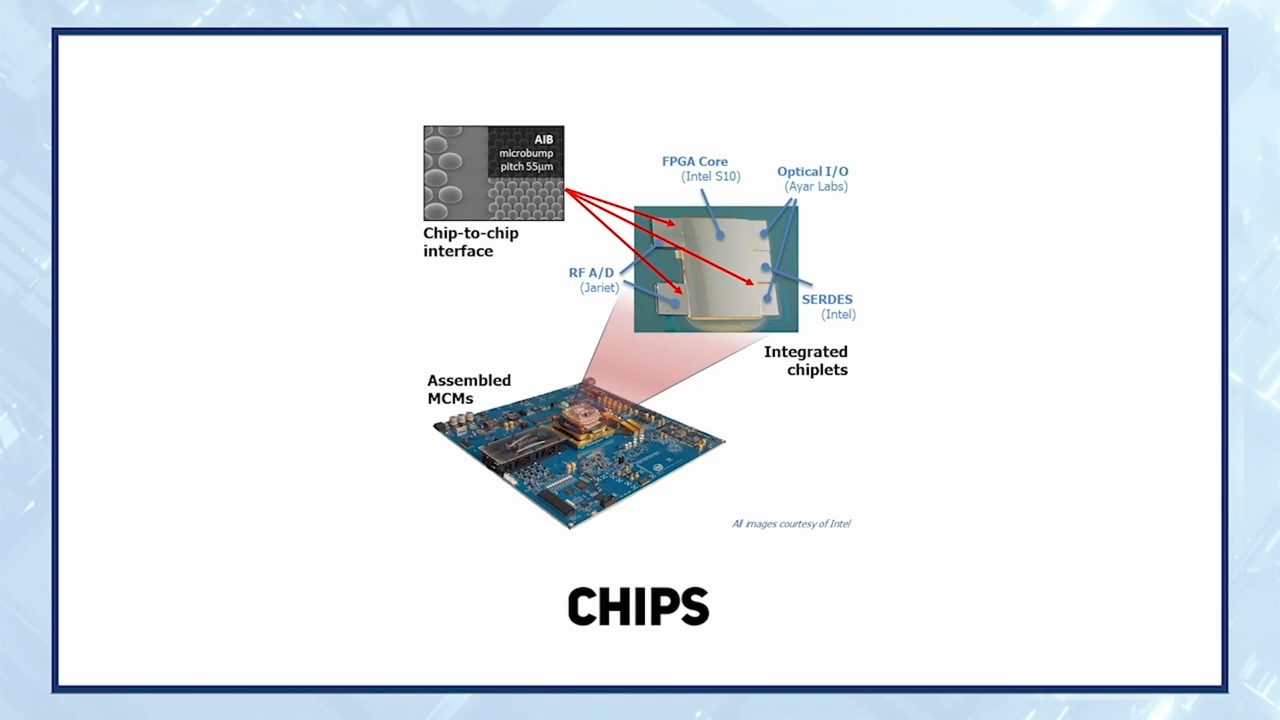 AIB
microbump
pitch 55µm
Chip-to-chip
interface
FPGA Core
(Intel S10)
Optical I/O
(Ayar Labs)
RF A/D
(Jariet)
SERDES
(Intel)
Integrated
chiplets
Assembled
MCMs
All images courtesy of Intel
CHIPS